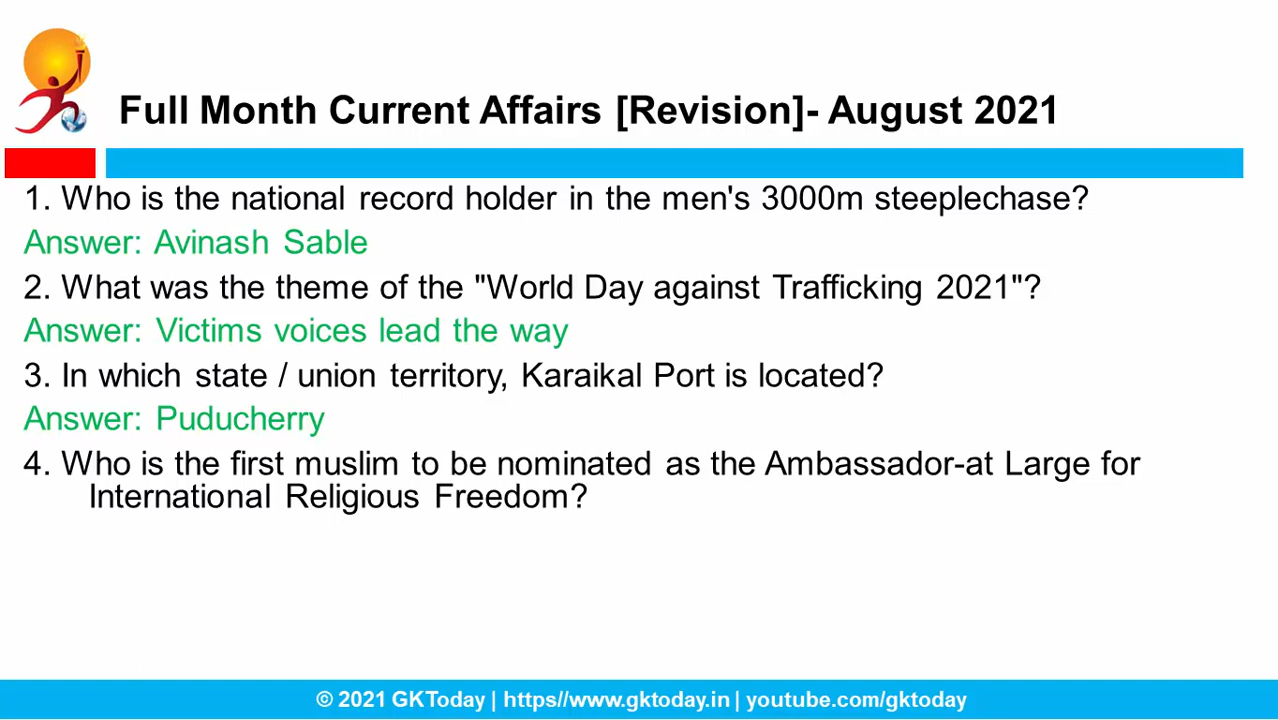 Full Month Current Affairs [Revision]- August 2021
1. Who is the national record holder in the men's 3000m steeplechase?
Answer: Avinash Sable
2. What was the theme of the "World Day against Trafficking 2021"?
Answer: Victims voices lead the way
3. In which state / union territory, Karaikal Port is located?
Answer: Puducherry
4. Who is the first muslim to be nominated as the Ambassador-at Large for
International Religious Freedom?
© 2021 GKToday | https//www.gktoday.in | youtube.com/gktoday